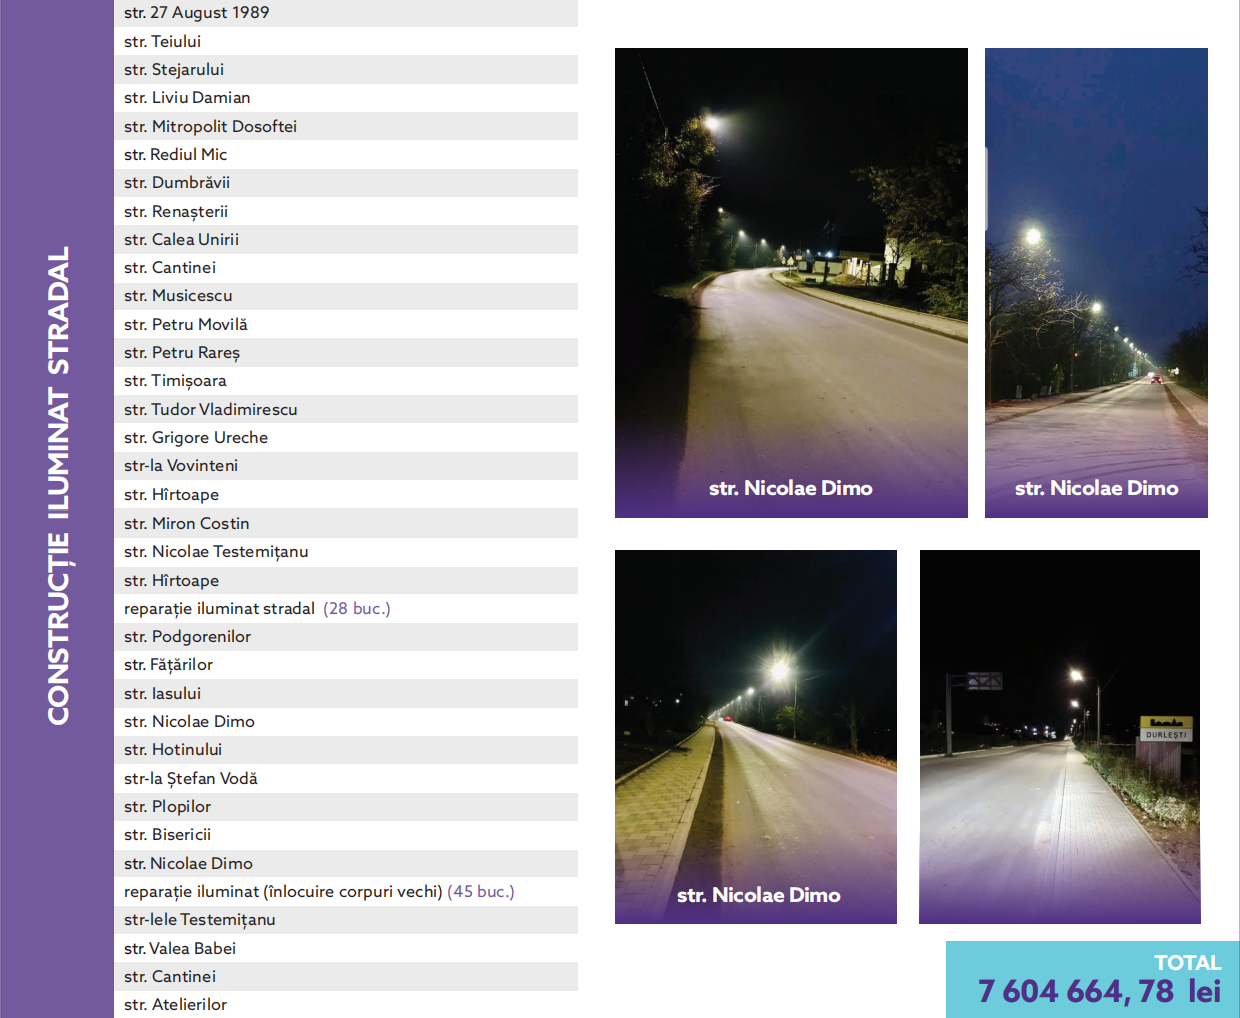 CONSTRUCȚIE ILUMINAT STRADAL
str. 27 August 1989
str. Teiului
str. Stejarului
str. Liviu Damian
str. Mitropolit Dosoftei
str. Rediul Mic
str. Dumbrăvii
str. Renașterii
str. Calea Unirii
str. Cantinei
str. Musicescu
str. Petru Movilă
str. Petru Rareș
str. Timișoara
str. Tudor Vladimirescu
str. Grigore Ureche
str-la Vovinteni
str. Hîrtoape
str. Miron Costin
str. Nicolae Testemițanu
str. Hîrtoape
reparație iluminat stradal (28 buc.)
str. Podgorenilor
str. Fățărilor
str. Iasului
str. Nicolae Dimo
str. Hotinului
str-la Ștefan Vodă
str. Plopilor
str. Bisericii
str. Nicolae Dimo
reparație iluminat (înlocuire corpuri vechi) (45 buc.)
str-lele Testemițanu
str. Valea Babei
str. Cantinei
str. Atelierilor
str. Nicolae Dimo
str. Nicolae Dimo
str. Nicolae Dimo
DURLEȘTI
TOTAL
7 604 664, 78 lei